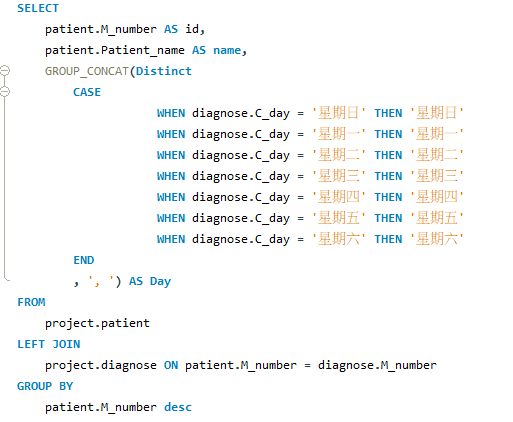 SELECT
patient.M_number AS id,
patient.Patient_name AS name,
GROUP_CONCAT(Distinct
CASE
WHEN diagnose.C_day = '星期日' THEN '星期日'
WHEN diagnose.C_day = '星期一' THEN '星期一'
WHEN diagnose.C_day = '星期二' THEN '星期二'
WHEN diagnose.C_day = '星期三' THEN '星期三'
WHEN diagnose.C_day = '星期四' THEN '星期四'
WHEN diagnose.C_day = '星期五' THEN '星期五'
WHEN diagnose.C_day = '星期六' THEN '星期六'
END
, ', ') AS Day
FROM
project.patient
LEFT JOIN
project.diagnose ON patient.M_number = diagnose.M_number
GROUP BY
patient.M_number desc